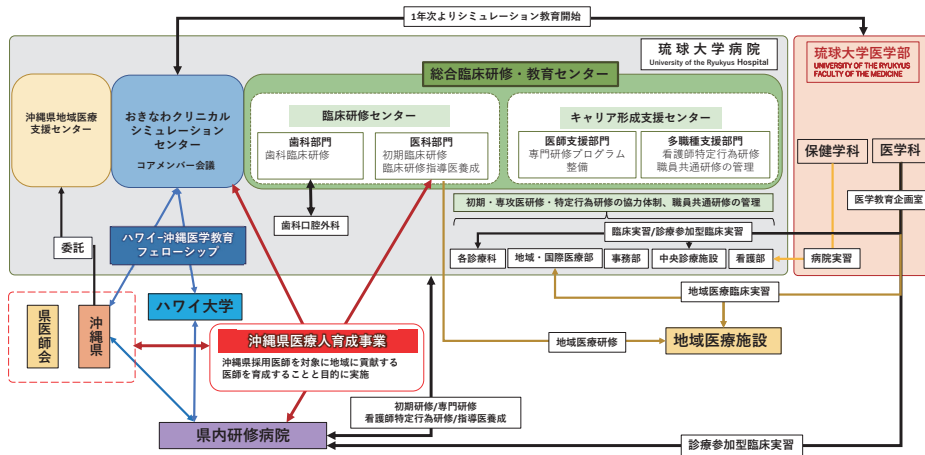 1年次よりシミュレーション教育開始
琉球大学病院
University of the Ryukyus Hospital
琉球大学医学部
UNIVERSITY OF THE RYUKYUS
FACULTY OF THE MEDICINE
総合臨床研修・教育センター
沖縄県地域医療
支援センター
おきなわクリニカル
シミュレーション
センター
コアメンバー会議
臨床研修センター
歯科部門
歯科臨床研修
医科部門
初期臨床研修
臨床研修指導医養成
キャリア形成支援センター
医師支援部門
専門研修プログラム
整備
多職種支援部門
看護師特定行為研修
職員共通研修の管理
保健学科
医学科
医学教育企画室
初期・専攻医研修・特定行為研修の協力体制、職員共通研修の管理
歯科口腔外科
臨床実習/診療参加型臨床実習
委託
ハワイ−沖縄医学教育
フェローシップ
各診療科
地域・国際医療部
事務部
中央診療施設
看護部
病院実習
地域医療臨床実習
ハワイ大学
県医師会
沖縄県
沖縄県医療人育成事業
沖縄県採用医師を対象に地域に貢献する
医師を育成することと目的に実施
地域医療研修
地域医療施設
初期研修/専門研修
看護師特定行為研修/指導医養成
県内研修病院
診療参加型臨床実習